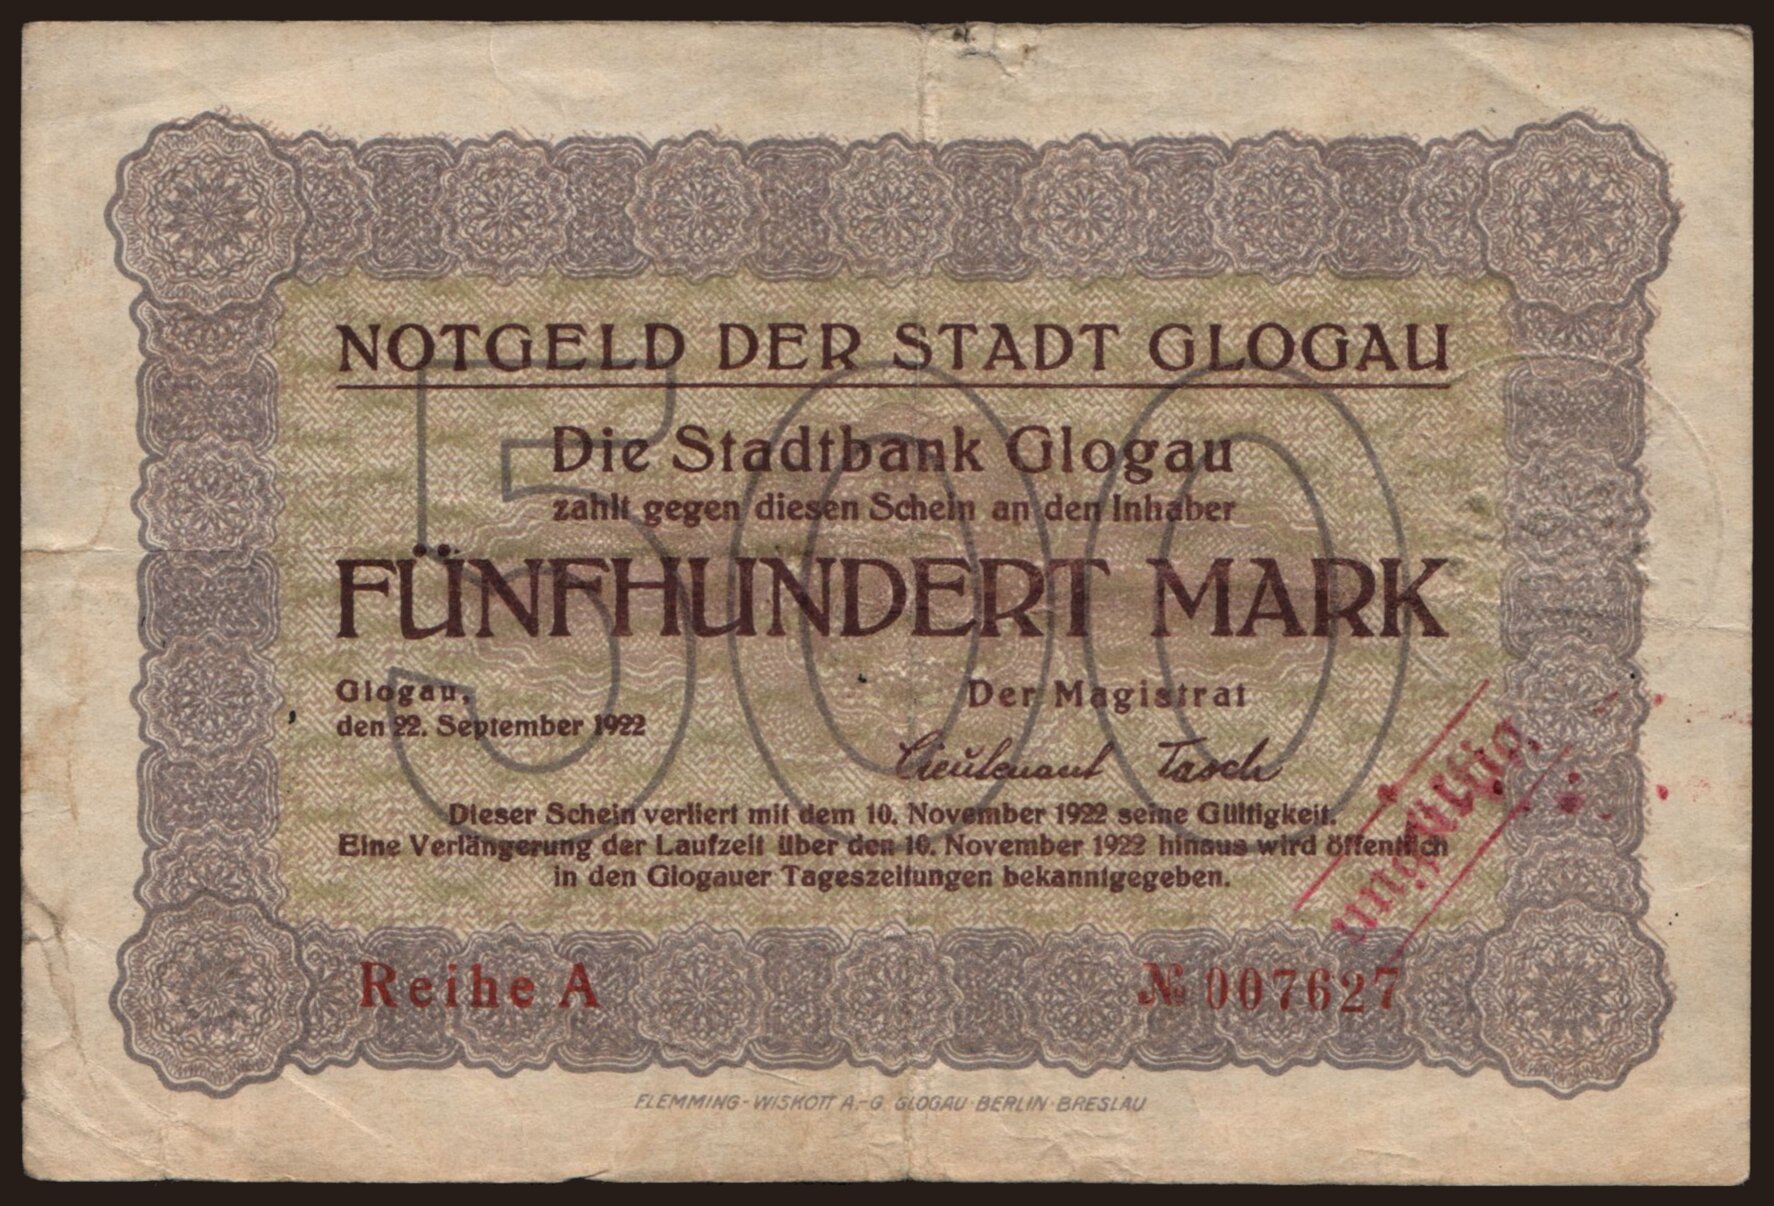 NOTGELD DER STADT GLOGAU
500
Die Stadtbank Glogau
zahlt gegen diesen Schein an den Inhaber
FÜNFHUNDERT MARK
Glogau,
den 22. September 1922
Der Magistrat
Tasch
Dieser Schein verliert mit dem 10. November 1922 seine Gültigkeit.
Eine Verlängerung der Laufzeit über den 10. November 1922 hinaus wird öffentlich
in den Glogauer Tageszeitungen bekanntgegeben.
ungültig
Reihe A
№ 007627
FLEMMING-WISKOTT A.-G. GLOGAU·BERLIN·BRESLAU